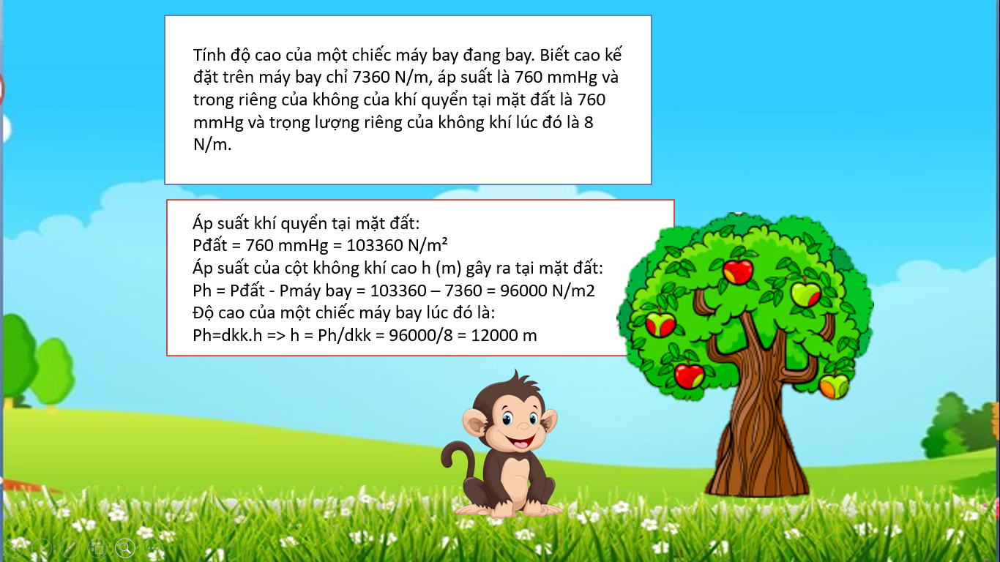 Tính độ cao của một chiếc máy bay đang bay. Biết cao kế
đặt trên máy bay chỉ 7360 N/m, áp suất là 760 mmHg và
trong riêng của không của khí quyển tại mặt đất là 760
mmHg và trọng lượng riêng của không khí lúc đó là 8
N/m.
Áp suất khí quyển tại mặt đất:
Pđất = 760 mmHg = 103360 N/m²
Áp suất của cột không khí cao h (m) gây ra tại mặt đất:
Ph = Pđất - Pmáy bay = 103360 – 7360 = 96000 N/m2
Độ cao của một chiếc máy bay lúc đó là:
Ph=dkk.h => h = Ph/dkk = 96000/8 = 12000 m